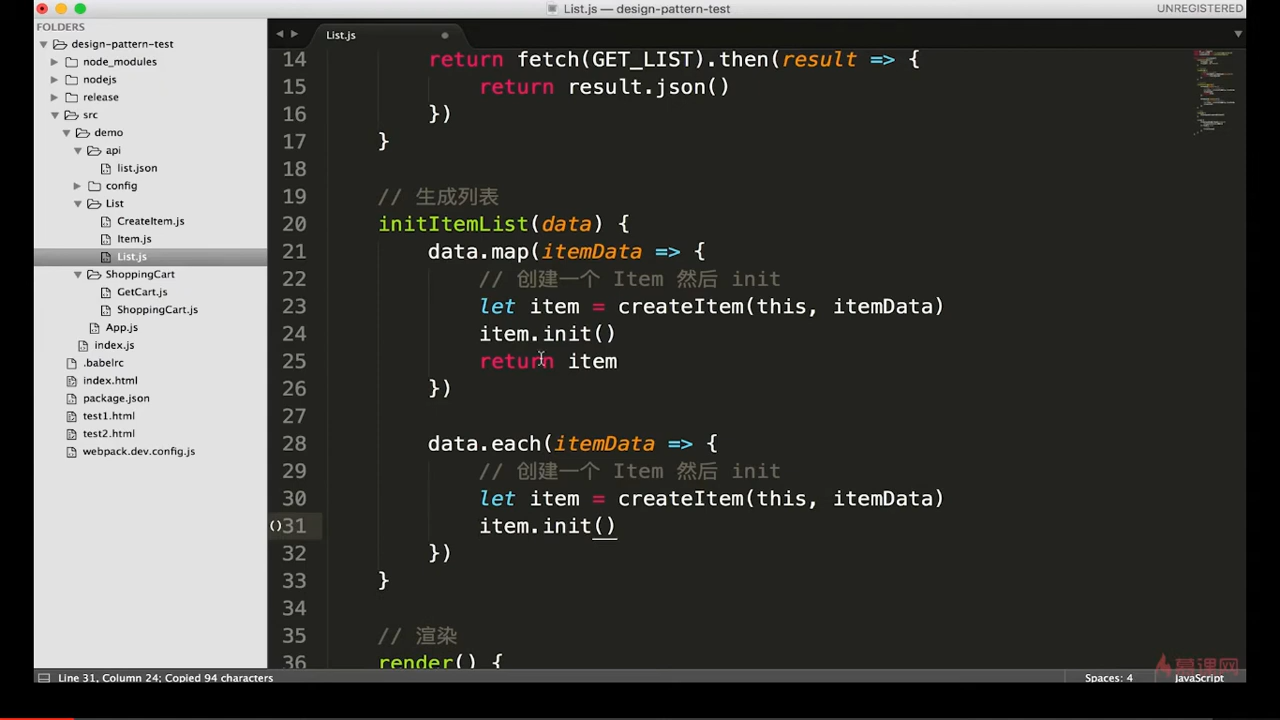 List.js — design-pattern-test
UNREGISTERED
FOLDERS
design-pattern-test
node_modules
nodejs
release
src
demo
api
list.json
config
List
CreateItem.js
Item.js
List.js
ShoppingCart
GetCart.js
ShoppingCart.js
App.js
index.js
.babelrc
index.html
package.json
test1.html
test2.html
webpack.dev.config.js
List.js
14 return fetch(GET_LIST).then(result => {
15 return result.json()
16 })
17 }
18
19 // 生成列表
20 initItemList(data) {
21 data.map(itemData => {
22 // 创建一个 Item 然后 init
23 let item = createItem(this, itemData)
24 item.init()
25 return item
26 })
27
28 data.each(itemData => {
29 // 创建一个 Item 然后 init
30 let item = createItem(this, itemData)
()31 item.init()
32 })
33 }
34
35 // 渲染
36 render() {
慕课网
Line 31, Column 24; Copied 94 characters
Spaces: 4
JavaScript